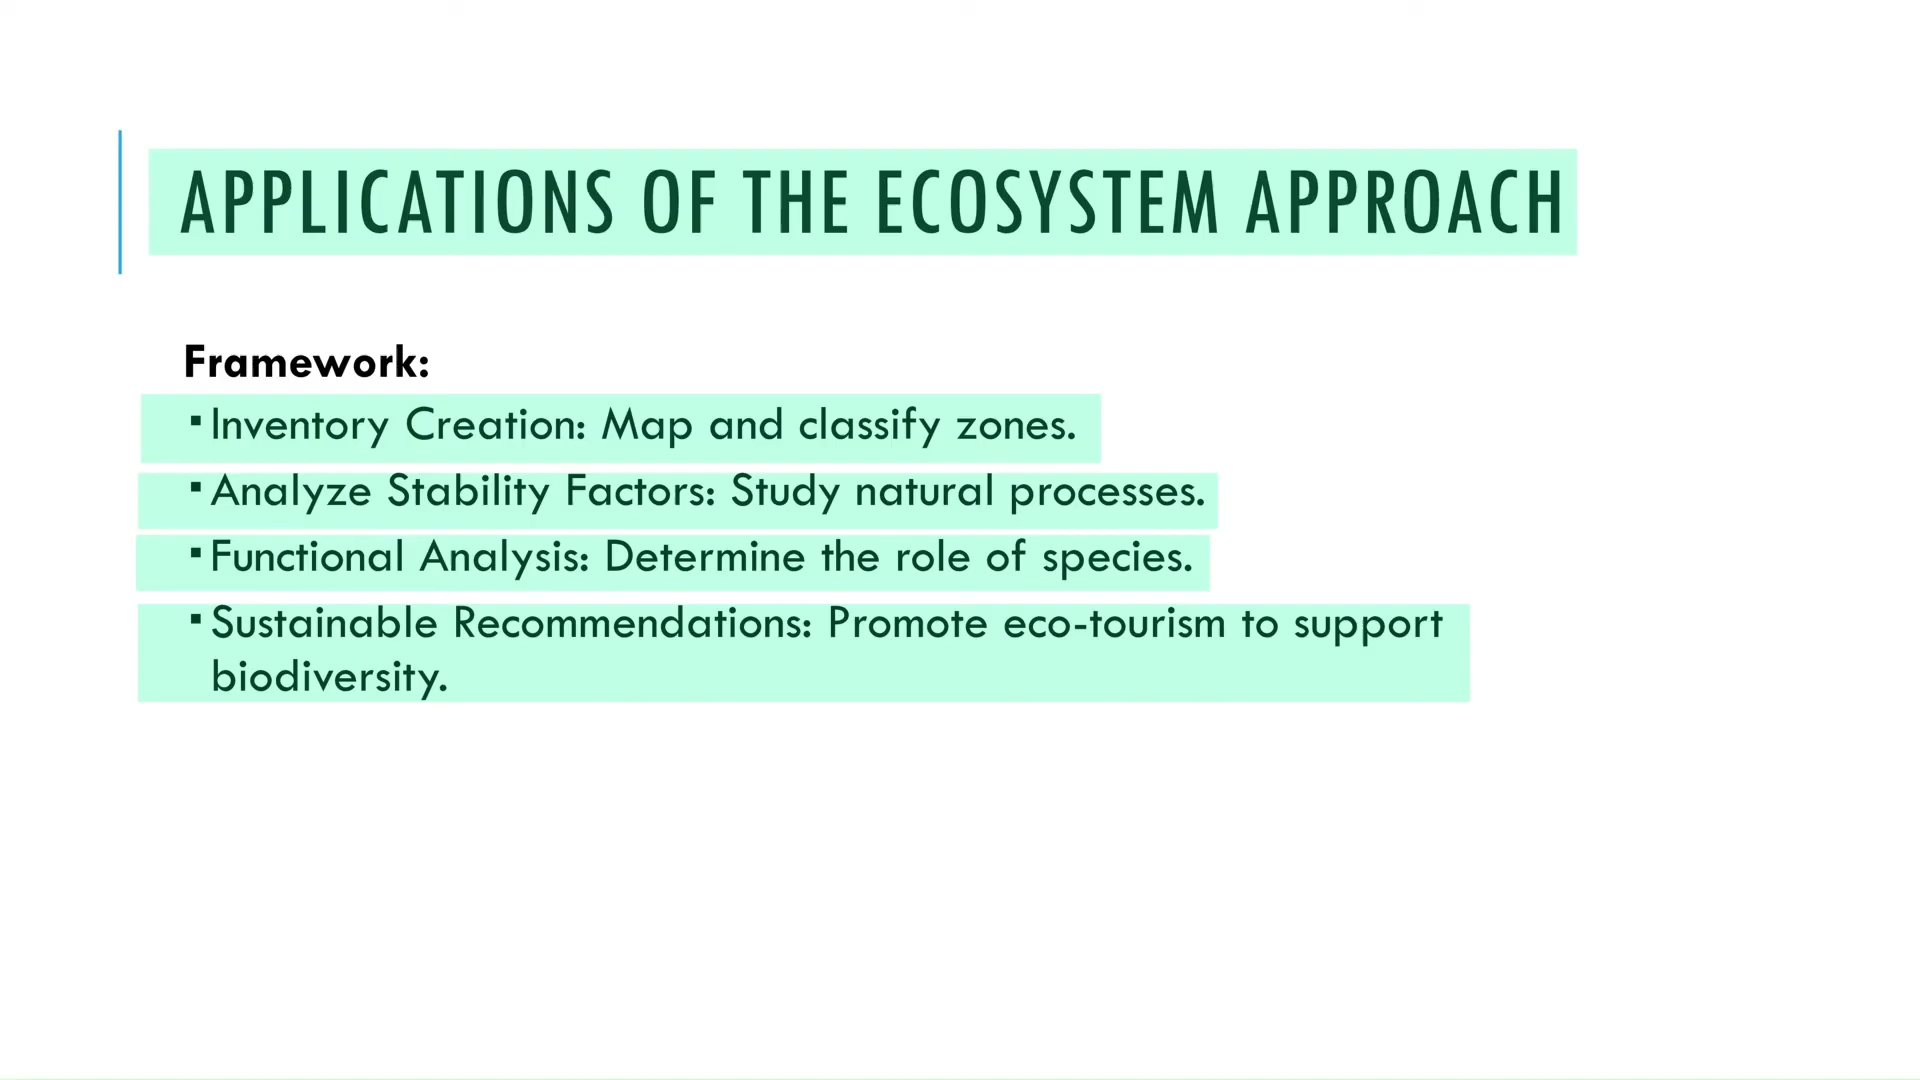 APPLICATIONS OF THE ECOSYSTEM APPROACH
Framework:
▪ Inventory Creation: Map and classify zones.
▪ Analyze Stability Factors: Study natural processes.
▪ Functional Analysis: Determine the role of species.
▪ Sustainable Recommendations: Promote eco-tourism to support
biodiversity.